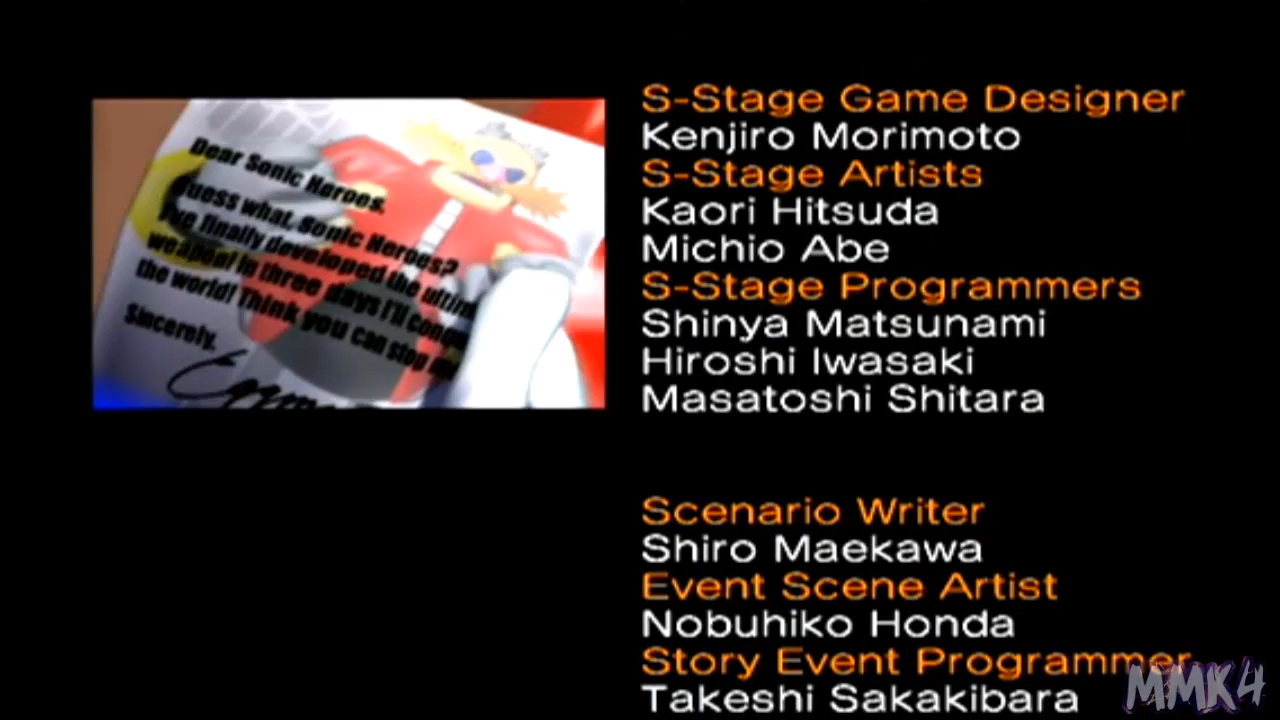 Dear Sonic Heroes,
Guess what, Sonic Heroes?
I've finally developed the
weapon! In three days I'll
the world! Think you can stop
Sincerely,
S-Stage Game Designer
Kenjiro Morimoto
S-Stage Artists
Kaori Hitsuda
Michio Abe
S-Stage Programmers
Shinya Matsunami
Hiroshi Iwasaki
Masatoshi Shitara
Scenario Writer
Shiro Maekawa
Event Scene Artist
Nobuhiko Honda
Story Event Programmer
Takeshi Sakakibara
MMK4